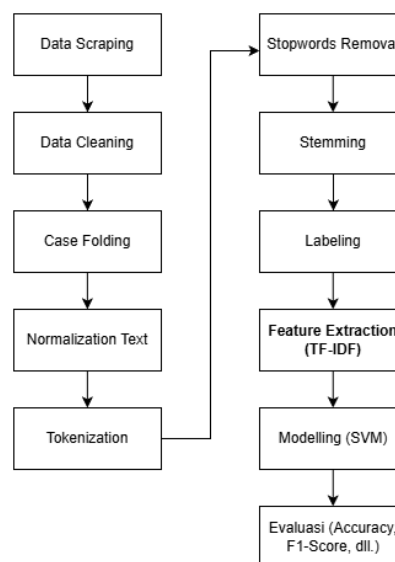 Data Scraping
Data Cleaning
Case Folding
Normalization Text
Tokenization
Stopwords Remova
Stemming
Labeling
Feature Extraction
(TF-IDF)
Modelling (SVM)
Evaluasi (Accuracy,
F1-Score, dll.)